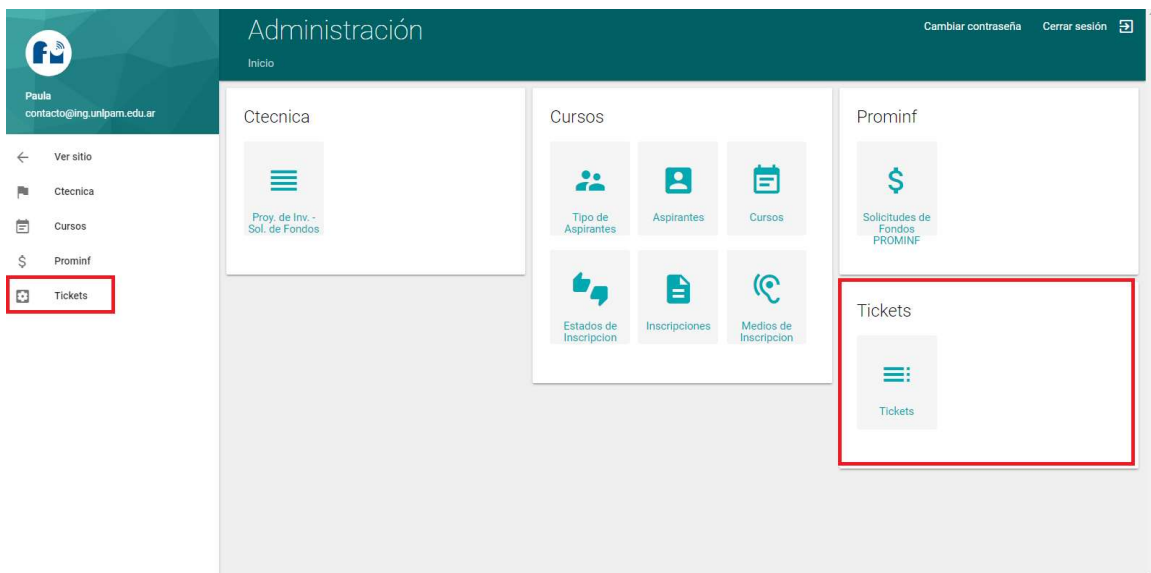 Administración
Cambiar contraseña
Cerrar sesión
Inicio
Paula
contacto@ing.unlpam.edu.ar
Ver sitio
Ctecnica
Cursos
Prominf
Tickets
Ctecnica
Proy. de Inv. -
Sol. de Fondos
Cursos
Tipo de
Aspirantes
Aspirantes
Cursos
Estados de
Inscripcion
Inscripciones
Medios de
Inscripcion
Prominf
Solicitudes de
Fondos
PROMINF
Tickets
Tickets